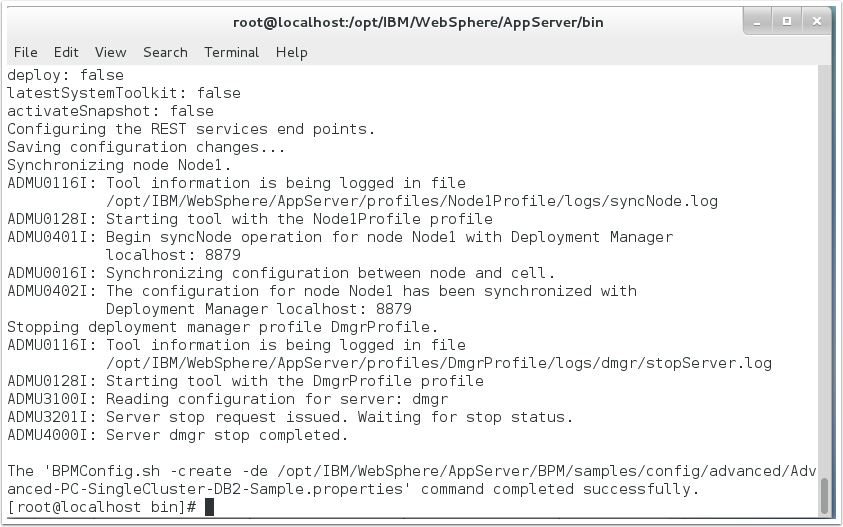 root@localhost:/opt/IBM/WebSphere/AppServer/bin
File Edit View Search Terminal Help
deploy: false
latestSystemToolkit: false
activateSnapshot: false
Configuring the REST services end points.
Saving configuration changes...
Synchronizing node Node1.
ADMU0116I: Tool information is being logged in file
/opt/IBM/WebSphere/AppServer/profiles/Node1Profile/logs/syncNode.log
ADMU0128I: Starting tool with the Node1Profile profile
ADMU0401I: Begin syncNode operation for node Node1 with Deployment Manager
localhost: 8879
ADMU0016I: Synchronizing configuration between node and cell.
ADMU0402I: The configuration for node Node1 has been synchronized with
Deployment Manager localhost: 8879
Stopping deployment manager profile DmgrProfile.
ADMU0116I: Tool information is being logged in file
/opt/IBM/WebSphere/AppServer/profiles/DmgrProfile/logs/dmgr/stopServer.log
ADMU0128I: Starting tool with the DmgrProfile profile
ADMU3100I: Reading configuration for server: dmgr
ADMU3201I: Server stop request issued. Waiting for stop status.
ADMU4000I: Server dmgr stop completed.
The 'BPMConfig.sh -create -de /opt/IBM/WebSphere/AppServer/BPM/samples/config/advanced/Adv
anced-PC-SingleCluster-DB2-Sample.properties' command completed successfully.
[root@localhost bin]#